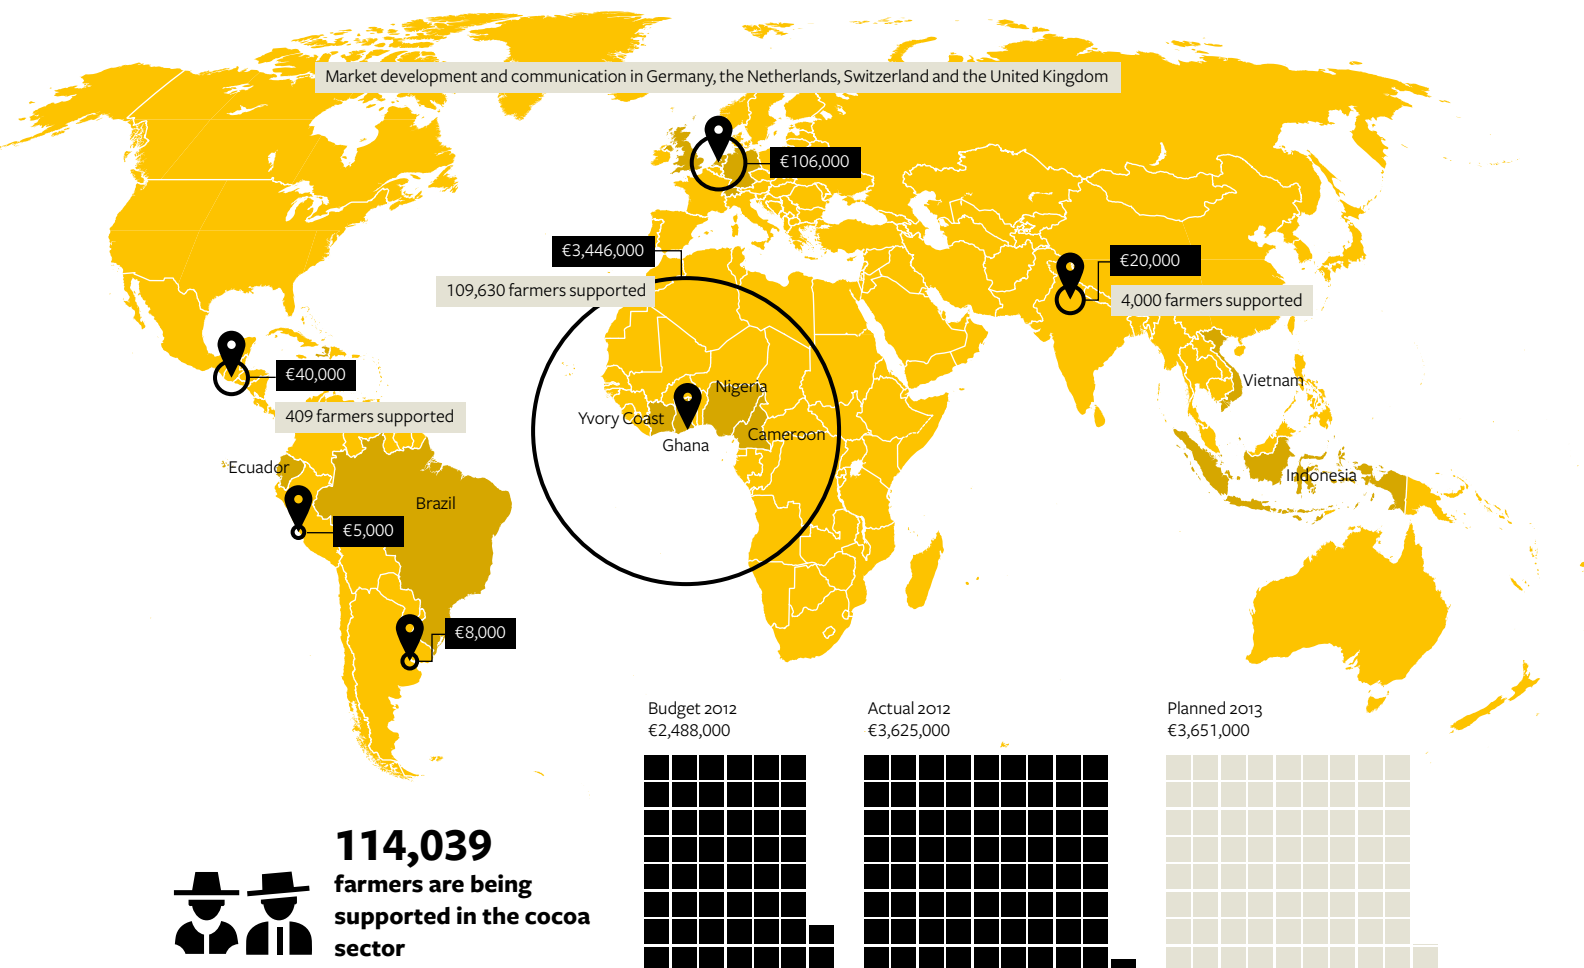 Market development and communication in Germany, the Netherlands, Switzerland and the United Kingdom
€106,000
€3,446,000
109,630 farmers supported
€20,000
4,000 farmers supported
€40,000
409 farmers supported
Nigeria
Yvory Coast
Cameroon
Ghana
Vietnam
Indonesia
Ecuador
Brazil
€5,000
€8,000
Budget 2012
€2,488,000
Actual 2012
€3,625,000
Planned 2013
€3,651,000
114,039
farmers are being
supported in the cocoa
sector